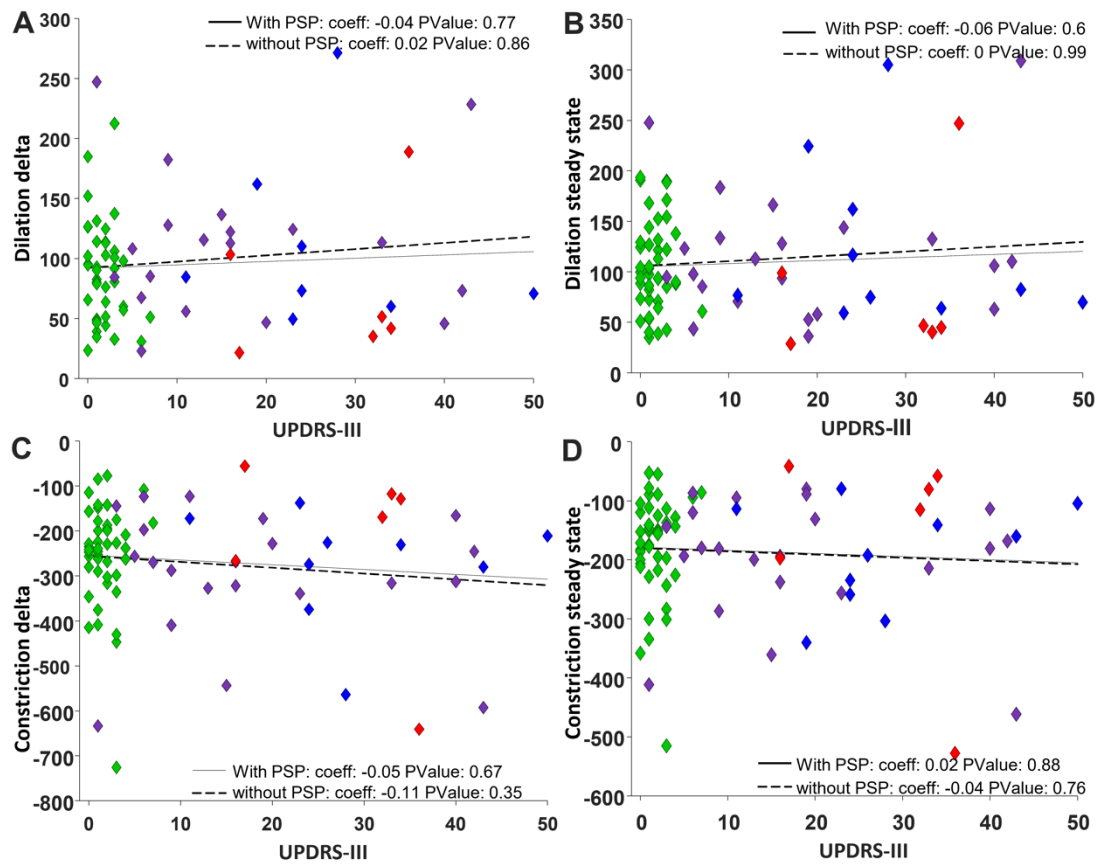 A
With PSP: coeff: -0.04 PValue: 0.77
without PSP: coeff: 0.02 PValue: 0.86
Dilation delta
300
250
200
150
100
50
0
0 10 20 30 40 50
UPDRS-III
B
With PSP: coeff: -0.06 PValue: 0.6
without PSP: coeff: 0 PValue: 0.99
Dilation steady state
350
300
250
200
150
100
50
0
0 10 20 30 40 50
UPDRS-III
C
Constriction delta
0
-100
-200
-300
-400
-500
-600
-700
-800
With PSP: coeff: -0.05 PValue: 0.67
without PSP: coeff: -0.11 PValue: 0.35
0 10 20 30 40 50
UPDRS-III
D
Constriction steady state
0
-100
-200
-300
-400
-500
-600
With PSP: coeff: 0.02 PValue: 0.88
without PSP: coeff: -0.04 PValue: 0.76
0 10 20 30 40 50
UPDRS-III